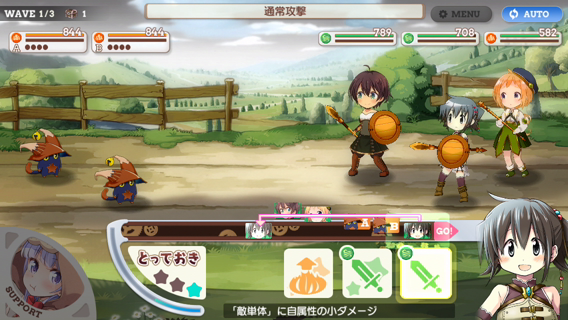 WAVE 1/3
1
通常攻撃
MENU
AUTO
844
844
789
708
582
A
B
A
B
GO!
とっておき
SUPPORT
「敵単体」に自属性の小ダメージ